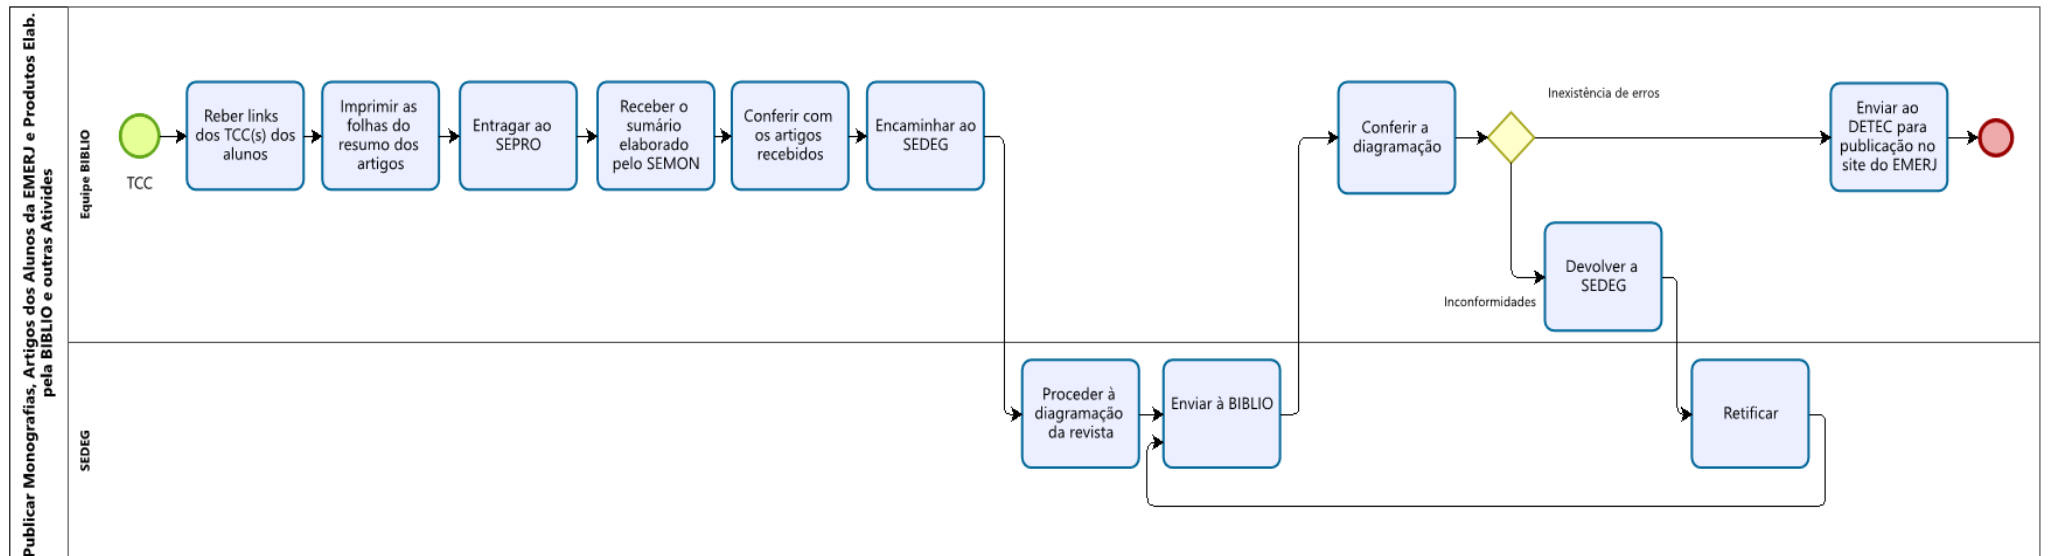 Publicar Monografias, Artigos dos Alunos da EMERJ e Produtos Elab.
pela BIBLIO e outras Ativides
Equipe BIBLIO
TCC
Reber links
dos TCC(s) dos
alunos
Imprimir as
folhas do
resumo dos
artigos
Entragar ao
SEPRO
Receber o
sumário
elaborado
pelo SEMON
Conferir com
os artigos
recebidos
Encaminhar ao
SEDEG
Conferir a
diagramação
Inexistência de erros
Enviar ao
DETEC para
publicação no
site do EMERJ
Inconformidades
Devolver a
SEDEG
SEDEG
Proceder à
diagramação
da revista
Enviar à BIBLIO
Retificar